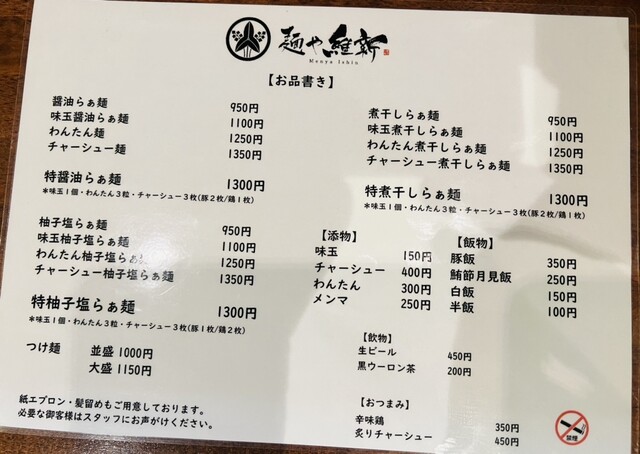 麺や維新
Menya Ishin
【お品書き】
醤油らぁ麺 950円
味玉醤油らぁ麺 1100円
わんたん麺 1250円
チャーシュー麺 1350円
特醤油らぁ麺 1300円
*味玉1個・わんたん3粒・チャーシュー3枚(豚2枚/鶏1枚)
柚子塩らぁ麺 950円
味玉柚子塩らぁ麺 1100円
わんたん柚子塩らぁ麺 1250円
チャーシュー柚子塩らぁ麺 1350円
特柚子塩らぁ麺 1300円
*味玉1個・わんたん3粒・チャーシュー3枚(豚1枚/鶏2枚)
つけ麺 並盛 1000円
大盛 1150円
紙エプロン・髪留めもご用意しております。
必要な御客様はスタッフにお声がけください。
煮干しらぁ麺 950円
味玉煮干しらぁ麺 1100円
わんたん煮干しらぁ麺 1250円
チャーシュー煮干しらぁ麺 1350円
特煮干しらぁ麺 1300円
*味玉1個・わんたん3粒・チャーシュー3枚(豚2枚/鶏1枚)
【添物】
味玉 150円
チャーシュー 400円
わんたん 300円
メンマ 250円
【飯物】
豚飯 350円
鮪節月見飯 250円
白飯 150円
半飯 100円
【飲物】
生ビール 450円
黒ウーロン茶 200円
【おつまみ】
辛味鶏 350円
炙りチャーシュー 450円
禁煙